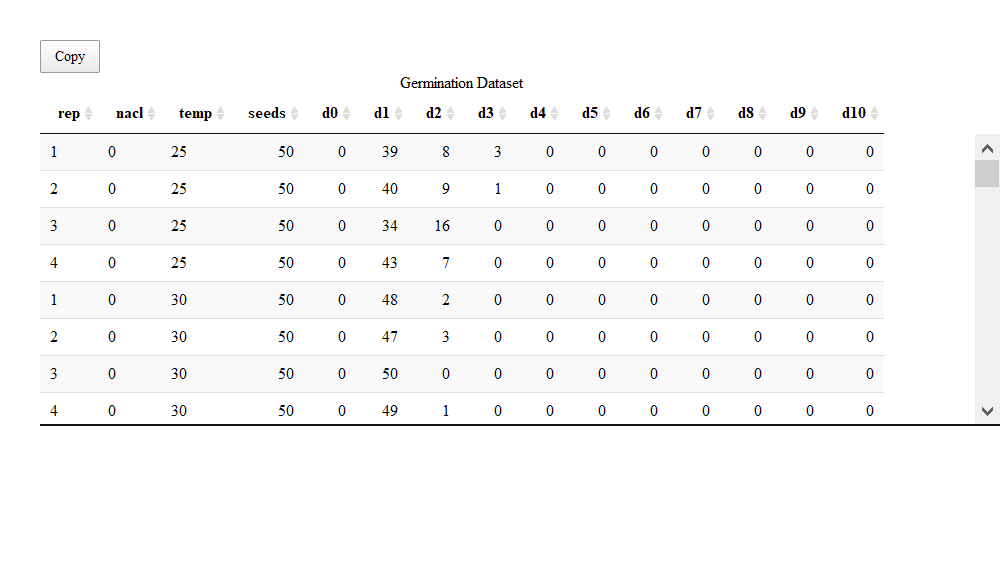 Copy
Germination Dataset
rep nacl temp seeds d0 d1 d2 d3 d4 d5 d6 d7 d8 d9 d10
1 0 25 50 0 39 8 3 0 0 0 0 0 0 0
2 0 25 50 0 40 9 1 0 0 0 0 0 0 0
3 0 25 50 0 34 16 0 0 0 0 0 0 0 0
4 0 25 50 0 43 7 0 0 0 0 0 0 0 0
1 0 30 50 0 48 2 0 0 0 0 0 0 0 0
2 0 30 50 0 47 3 0 0 0 0 0 0 0 0
3 0 30 50 0 50 0 0 0 0 0 0 0 0 0
4 0 30 50 0 49 1 0 0 0 0 0 0 0 0